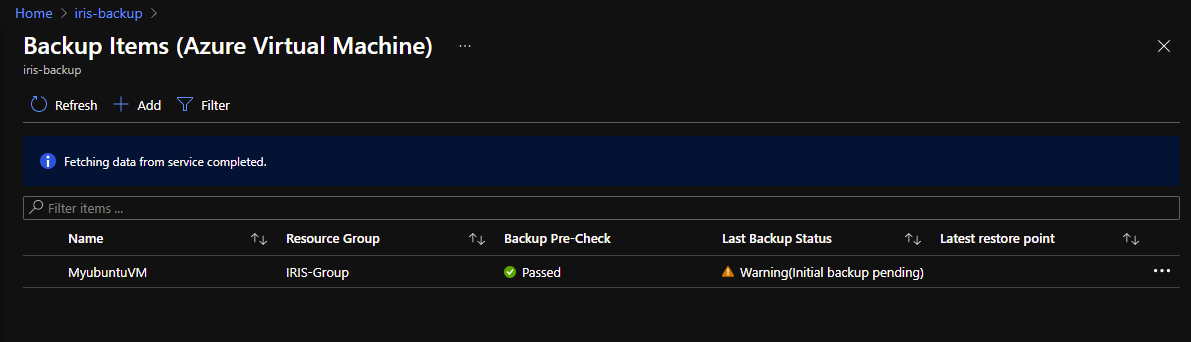 Home > iris-backup >
Backup Items (Azure Virtual Machine) ...
iris-backup
Refresh Add Filter
Fetching data from service completed.
Filter items ...
Name Resource Group Backup Pre-Check Last Backup Status Latest restore point
MyubuntuVM IRIS-Group Passed Warning(Initial backup pending) ...